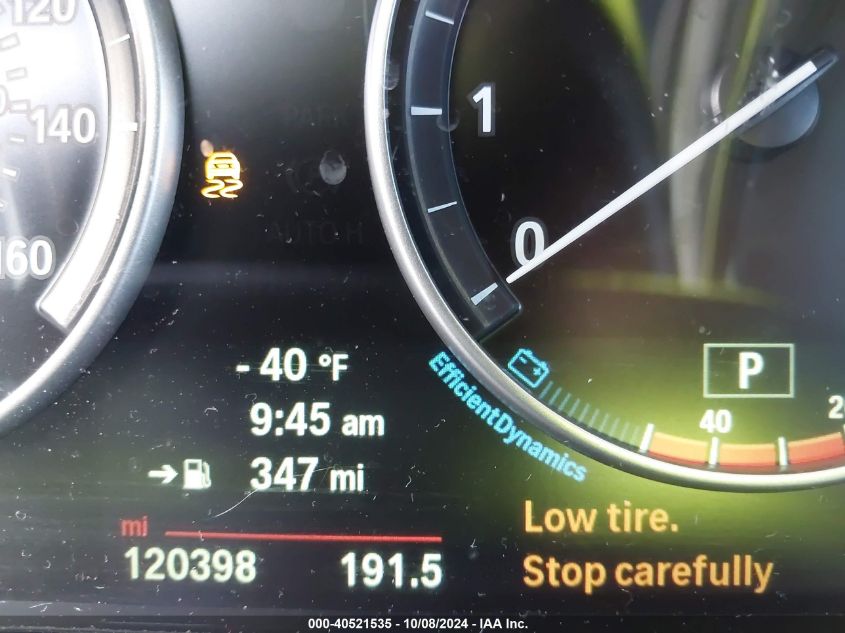 120
140
160
1
0
AUTO H
- 40 °F
9:45 am
347 mi
mi
120398 191.5
EfficientDynamics
P
40
Low tire.
Stop carefully
000-40521535 - 10/08/2024 - IAA Inc.